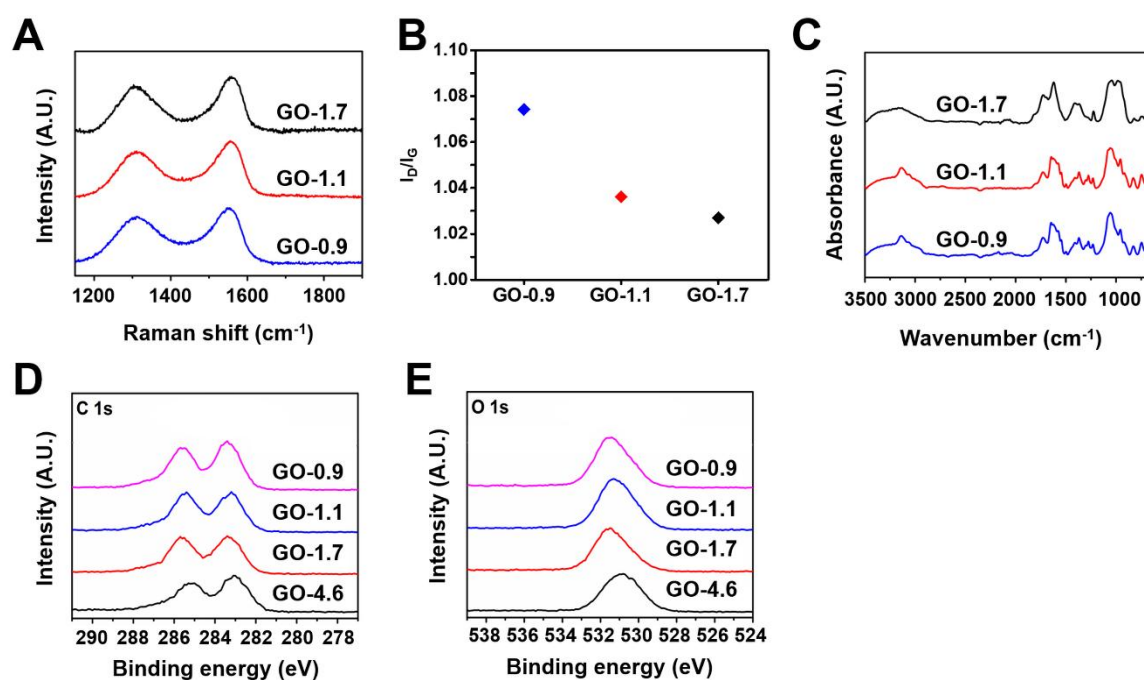 A
Intensity (A.U.)
GO-1.7
GO-1.1
GO-0.9
1200 1400 1600 1800
Raman shift (cm-1)
B
ID/IG
1.10
1.08
1.06
1.04
1.02
1.00
GO-0.9 GO-1.1 GO-1.7
C
Absorbance (A.U.)
GO-1.7
GO-1.1
GO-0.9
3500 3000 2500 2000 1500 1000
Wavenumber (cm-1)
D
C 1s
Intensity (A.U.)
GO-0.9
GO-1.1
GO-1.7
GO-4.6
290 288 286 284 282 280 278
Binding energy (eV)
E
O 1s
Intensity (A.U.)
GO-0.9
GO-1.1
GO-1.7
GO-4.6
538 536 534 532 530 528 526 524
Binding energy (eV)